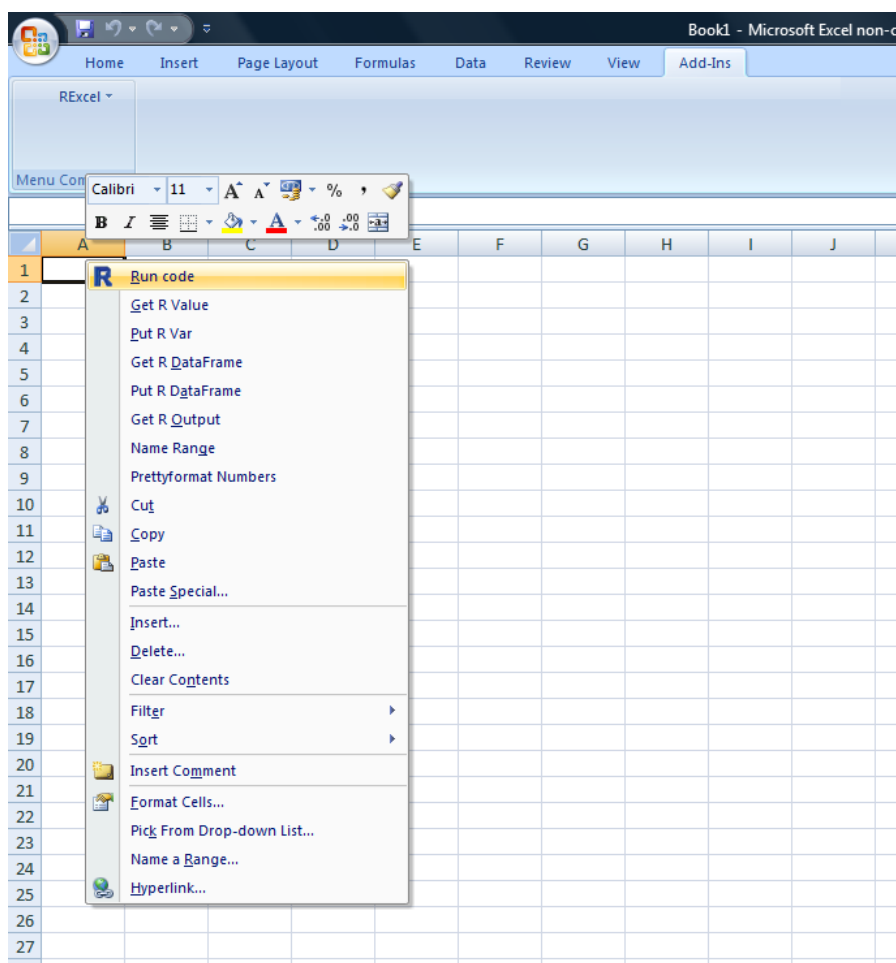 Book1 - Microsoft Excel non-c
Home Insert Page Layout Formulas Data Review View Add-Ins
RExcel
Menu Com
Calibri 11 A A % ,
B I A .0 .00 .00 .0 a
A B C D E F G H I J
1
Run code
2
Get R Value
3
Put R Var
4
Get R DataFrame
5
Put R DataFrame
6
Get R Output
7
Name Range
8
Prettyformat Numbers
9
Cut
10
Copy
11
Paste
12
Paste Special...
13
Insert...
14
Delete...
15
Clear Contents
16
Filter
17
Sort
18
Insert Comment
19
Format Cells...
20
Pick From Drop-down List...
21
Name a Range...
22
Hyperlink...
23
24
25
26
27